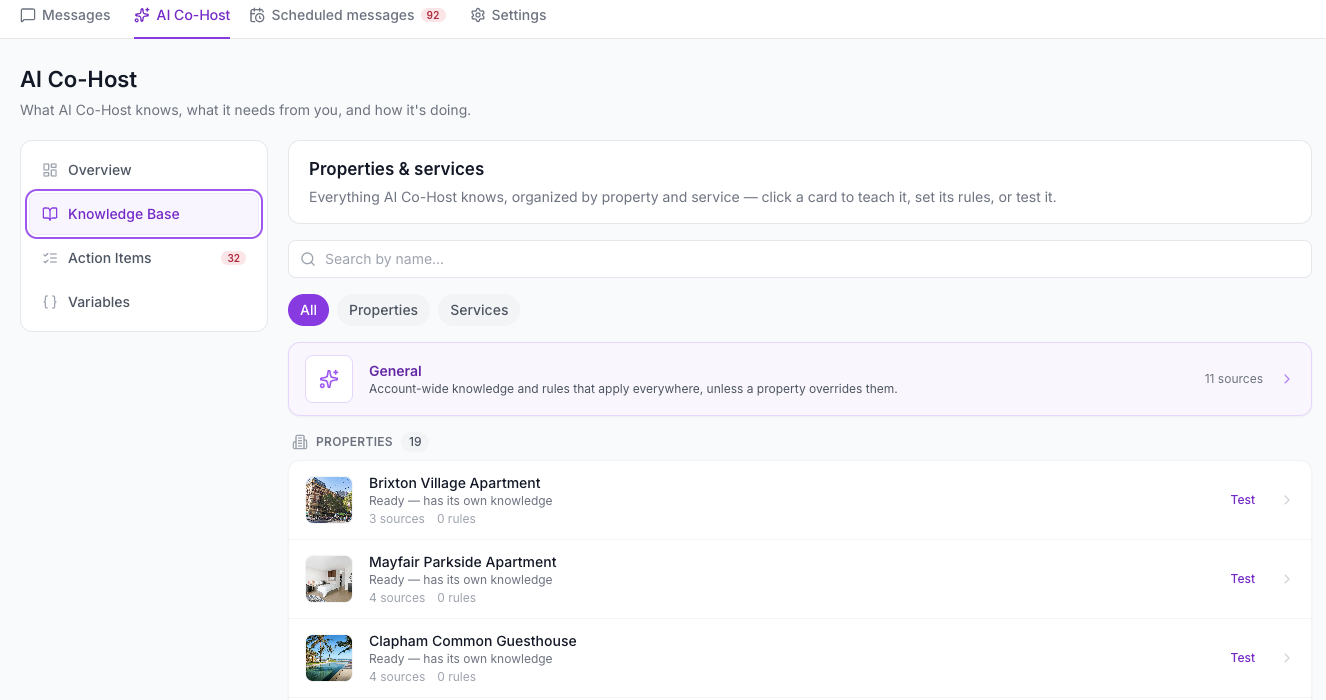 Messages
AI Co-Host
Scheduled messages 92
Settings
AI Co-Host
What AI Co-Host knows, what it needs from you, and how it's doing.
Overview
Knowledge Base
Action Items 32
{ } Variables
Properties & services
Everything AI Co-Host knows, organized by property and service — click a card to teach it, set its rules, or test it.
Search by name...
All
Properties
Services
General
Account-wide knowledge and rules that apply everywhere, unless a property overrides them.
11 sources
PROPERTIES 19
Brixton Village Apartment
Ready — has its own knowledge
3 sources 0 rules
Test
Mayfair Parkside Apartment
Ready — has its own knowledge
4 sources 0 rules
Test
Clapham Common Guesthouse
Ready — has its own knowledge
4 sources 0 rules
Test